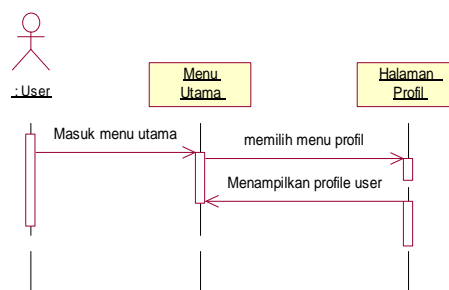 : User
Menu
Utama
Halaman
Profil
Masuk menu utama
memilih menu profil
Menampilkan profile user